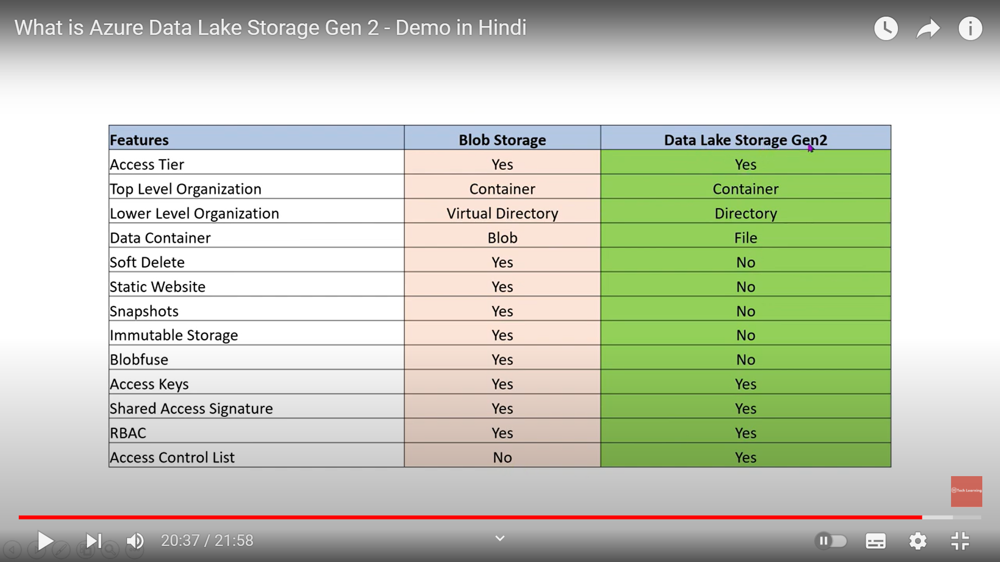 What is Azure Data Lake Storage Gen 2 - Demo in Hindi
Features Blob Storage Data Lake Storage Gen2
Access Tier Yes Yes
Top Level Organization Container Container
Lower Level Organization Virtual Directory Directory
Data Container Blob File
Soft Delete Yes No
Static Website Yes No
Snapshots Yes No
Immutable Storage Yes No
Blobfuse Yes No
Access Keys Yes Yes
Shared Access Signature Yes Yes
RBAC Yes Yes
Access Control List No Yes
Tech Learning
20:37 / 21:58